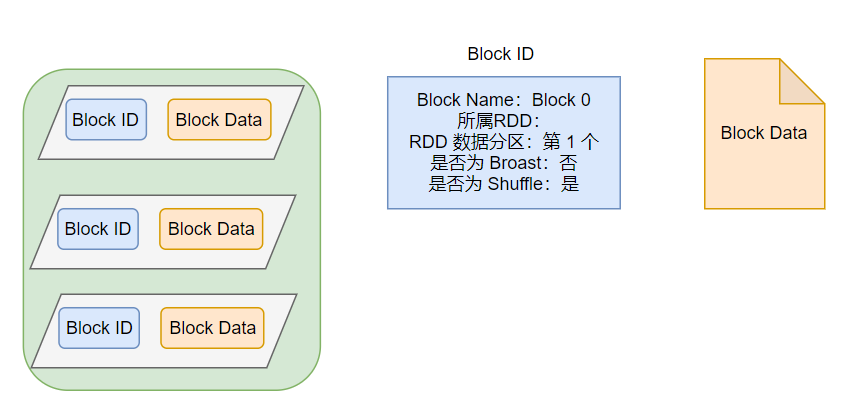 Block ID Block Data
Block ID Block Data
Block ID Block Data
Block ID
Block Name：Block 0
所属RDD：
RDD 数据分区：第 1 个
是否为 Broast：否
是否为 Shuffle：是
Block Data